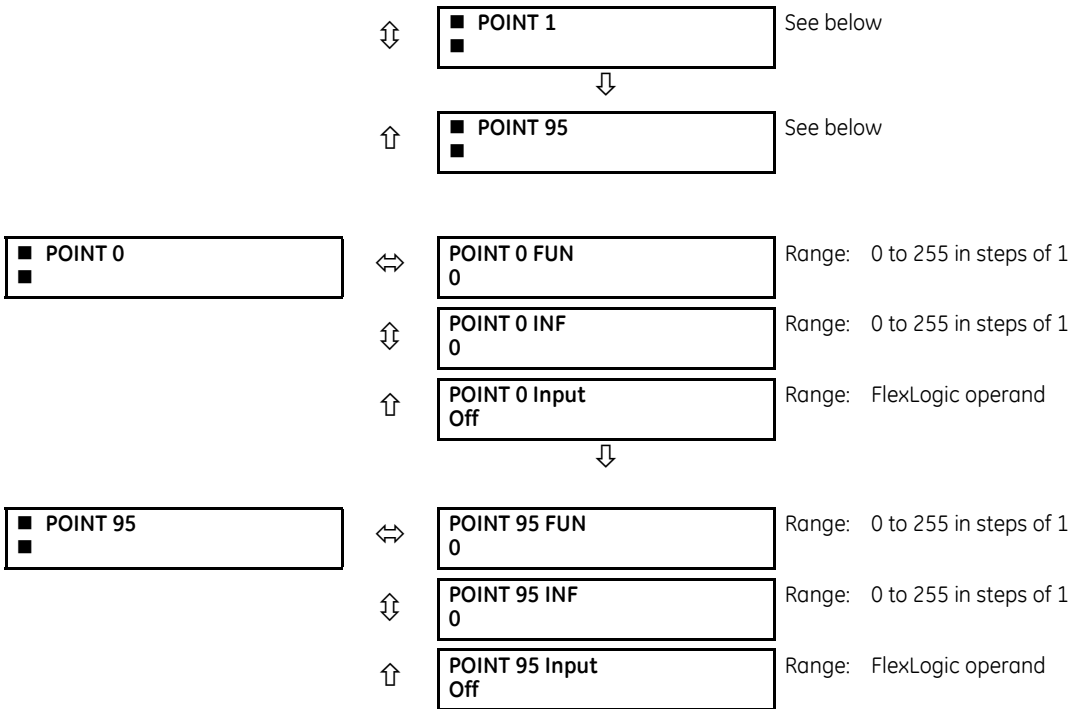 ■ POINT 1
■
See below
■ POINT 95
■
See below
■ POINT 0
■
POINT 0 FUN
0
Range: 0 to 255 in steps of 1
POINT 0 INF
0
Range: 0 to 255 in steps of 1
POINT 0 Input
Off
Range: FlexLogic operand
■ POINT 95
■
POINT 95 FUN
0
Range: 0 to 255 in steps of 1
POINT 95 INF
0
Range: 0 to 255 in steps of 1
POINT 95 Input
Off
Range: FlexLogic operand